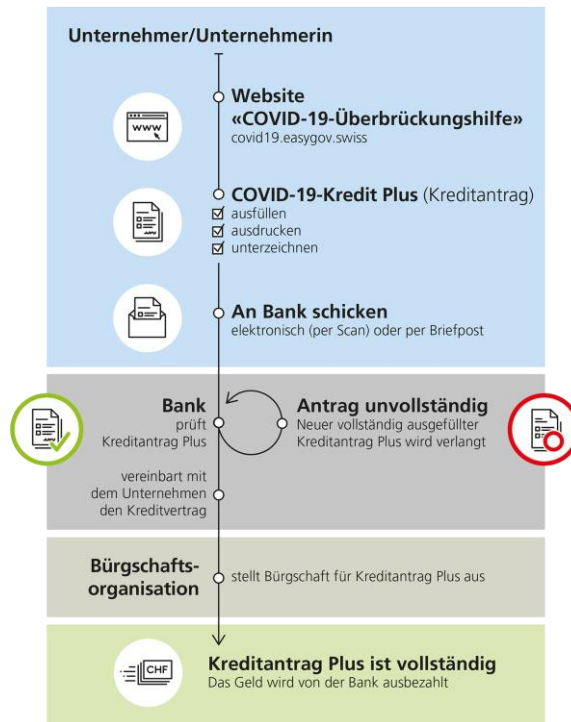 Unternehmer/Unternehmerin
Website
«COVID-19-Überbrückungshilfe»
covid19.easygov.swiss
www
COVID-19-Kredit Plus (Kreditantrag)
ausfüllen
ausdrucken
unterzeichnen
An Bank schicken
elektronisch (per Scan) oder per Briefpost
Bank
prüft
Kreditantrag Plus
Antrag unvollständig
Neuer vollständig ausgefüllter
Kreditantrag Plus wird verlangt
vereinbart mit
dem Unternehmen
den Kreditvertrag
Bürgschafts-
organisation
stellt Bürgschaft für Kreditantrag Plus aus
CHF
Kreditantrag Plus ist vollständig
Das Geld wird von der Bank ausbezahlt